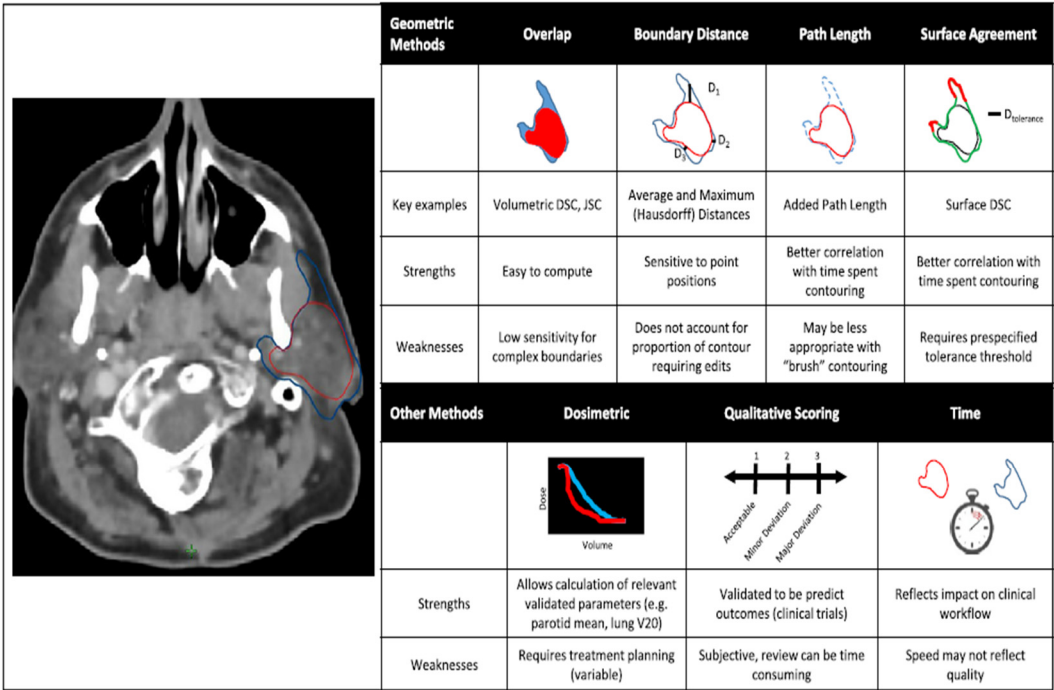 Geometric Methods
Overlap
Boundary Distance
Path Length
Surface Agreement
D1
D2
D3
Dtolerance
Key examples
Volumetric DSC, JSC
Average and Maximum
(Hausdorff) Distances
Added Path Length
Surface DSC
Strengths
Easy to compute
Sensitive to point
positions
Better correlation
with time spent
contouring
Better correlation with
time spent contouring
Weaknesses
Low sensitivity for
complex boundaries
Does not account for
proportion of contour
requiring edits
May be less
appropriate with
“brush” contouring
Requires prespecified
tolerance threshold
Other Methods
Dosimetric
Qualitative Scoring
Time
Dose
Volume
1
2
3
Acceptable
Minor Deviation
Major Deviation
Strengths
Allows calculation of relevant
validated parameters (e.g.
parotid mean, lung V20)
Validated to be predict
outcomes (clinical trials)
Reflects impact on clinical
workflow
Weaknesses
Requires treatment planning
(variable)
Subjective, review can be time
consuming
Speed may not reflect
quality